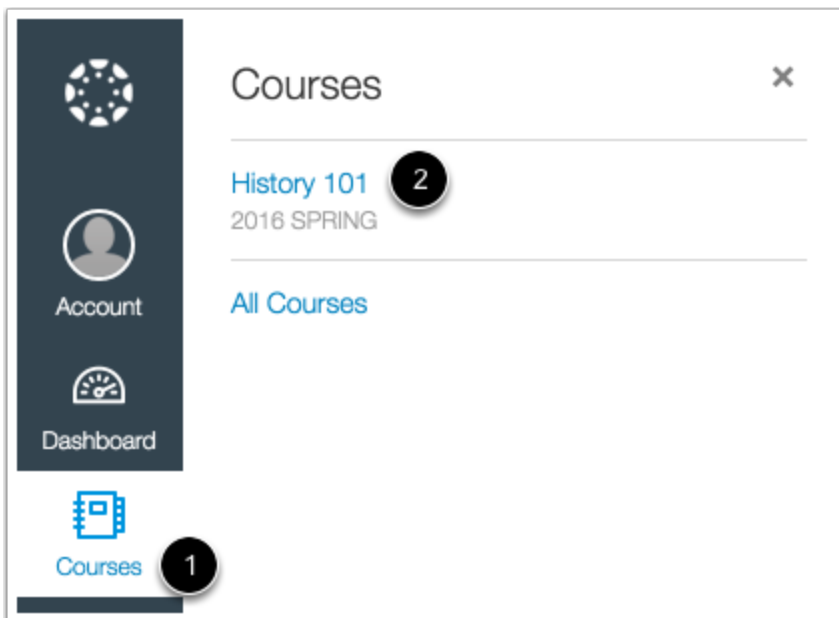 Courses
×
History 101
2
2016 SPRING
All Courses
Account
Dashboard
Courses
1